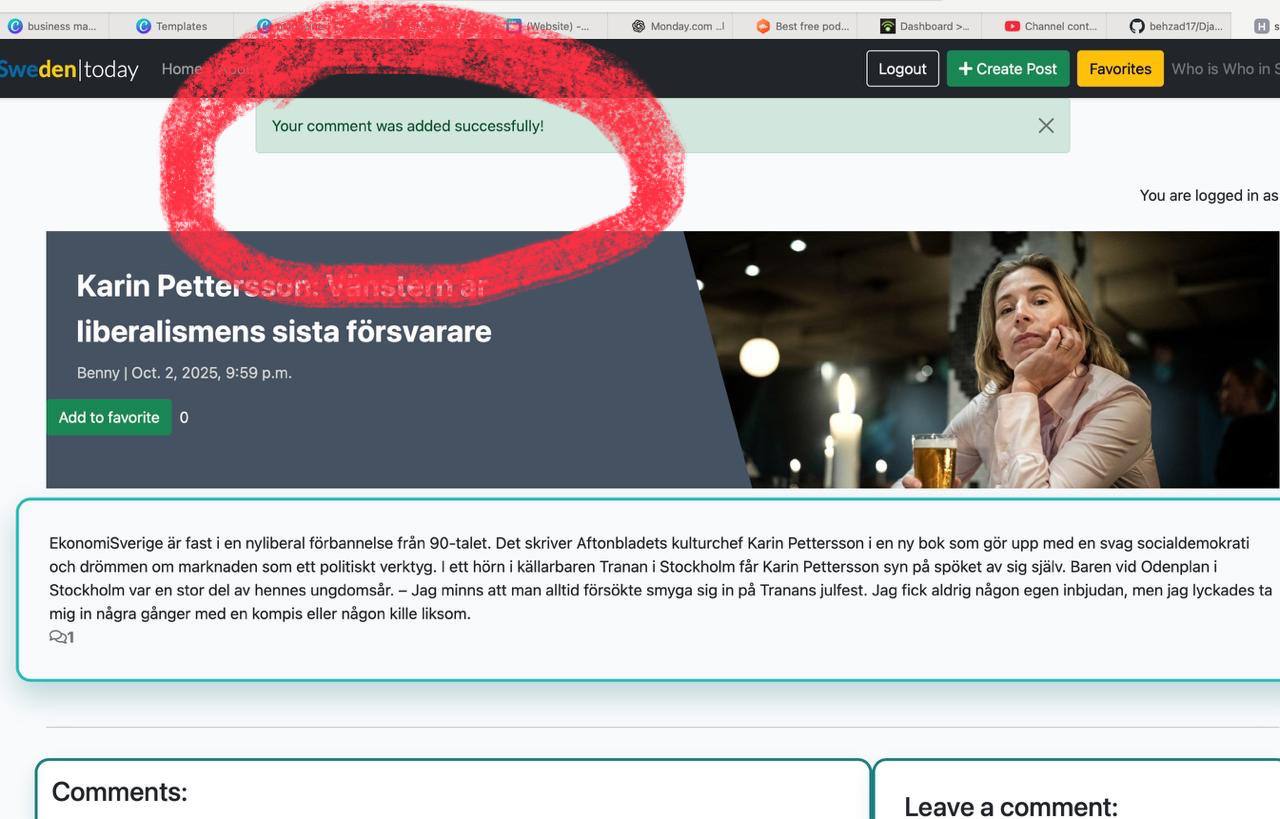 business ma...
Templates
(Website) -...
Monday.com ..l
Best free pod...
Dashboard >...
Channel cont...
behzad17/Dja...
Sweden|today
Home
Logout
+ Create Post
Favorites
Who is Who in S
Your comment was added successfully!
You are logged in as
Karin Pettersson: Vänstern är
liberalismens sista försvarare
Benny | Oct. 2, 2025, 9:59 p.m.
Add to favorite 0
EkonomiSverige är fast i en nyliberal förbannelse från 90-talet. Det skriver Aftonbladets kulturchef Karin Pettersson i en ny bok som gör upp med en svag socialdemokrati
och drömmen om marknaden som ett politiskt verktyg. I ett hörn i källarbaren Tranan i Stockholm får Karin Pettersson syn på spöket av sig själv. Baren vid Odenplan i
Stockholm var en stor del av hennes ungdomsår. – Jag minns att man alltid försökte smyga sig in på Tranans julfest. Jag fick aldrig någon egen inbjudan, men jag lyckades ta
mig in några gånger med en kompis eller någon kille liksom.
1
Comments:
Leave a comment: